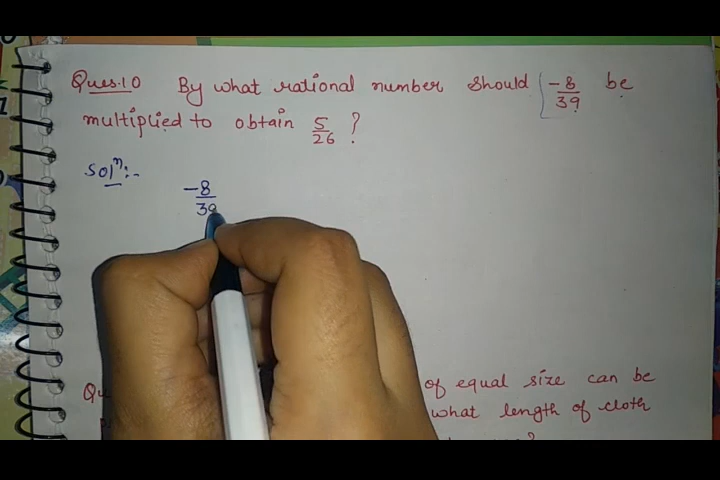 Ques:10 By what rational number should -8/39 be
multiplied to obtain 5/26 ?
Solⁿ:-
-8/39
of equal size can be
what length of cloth